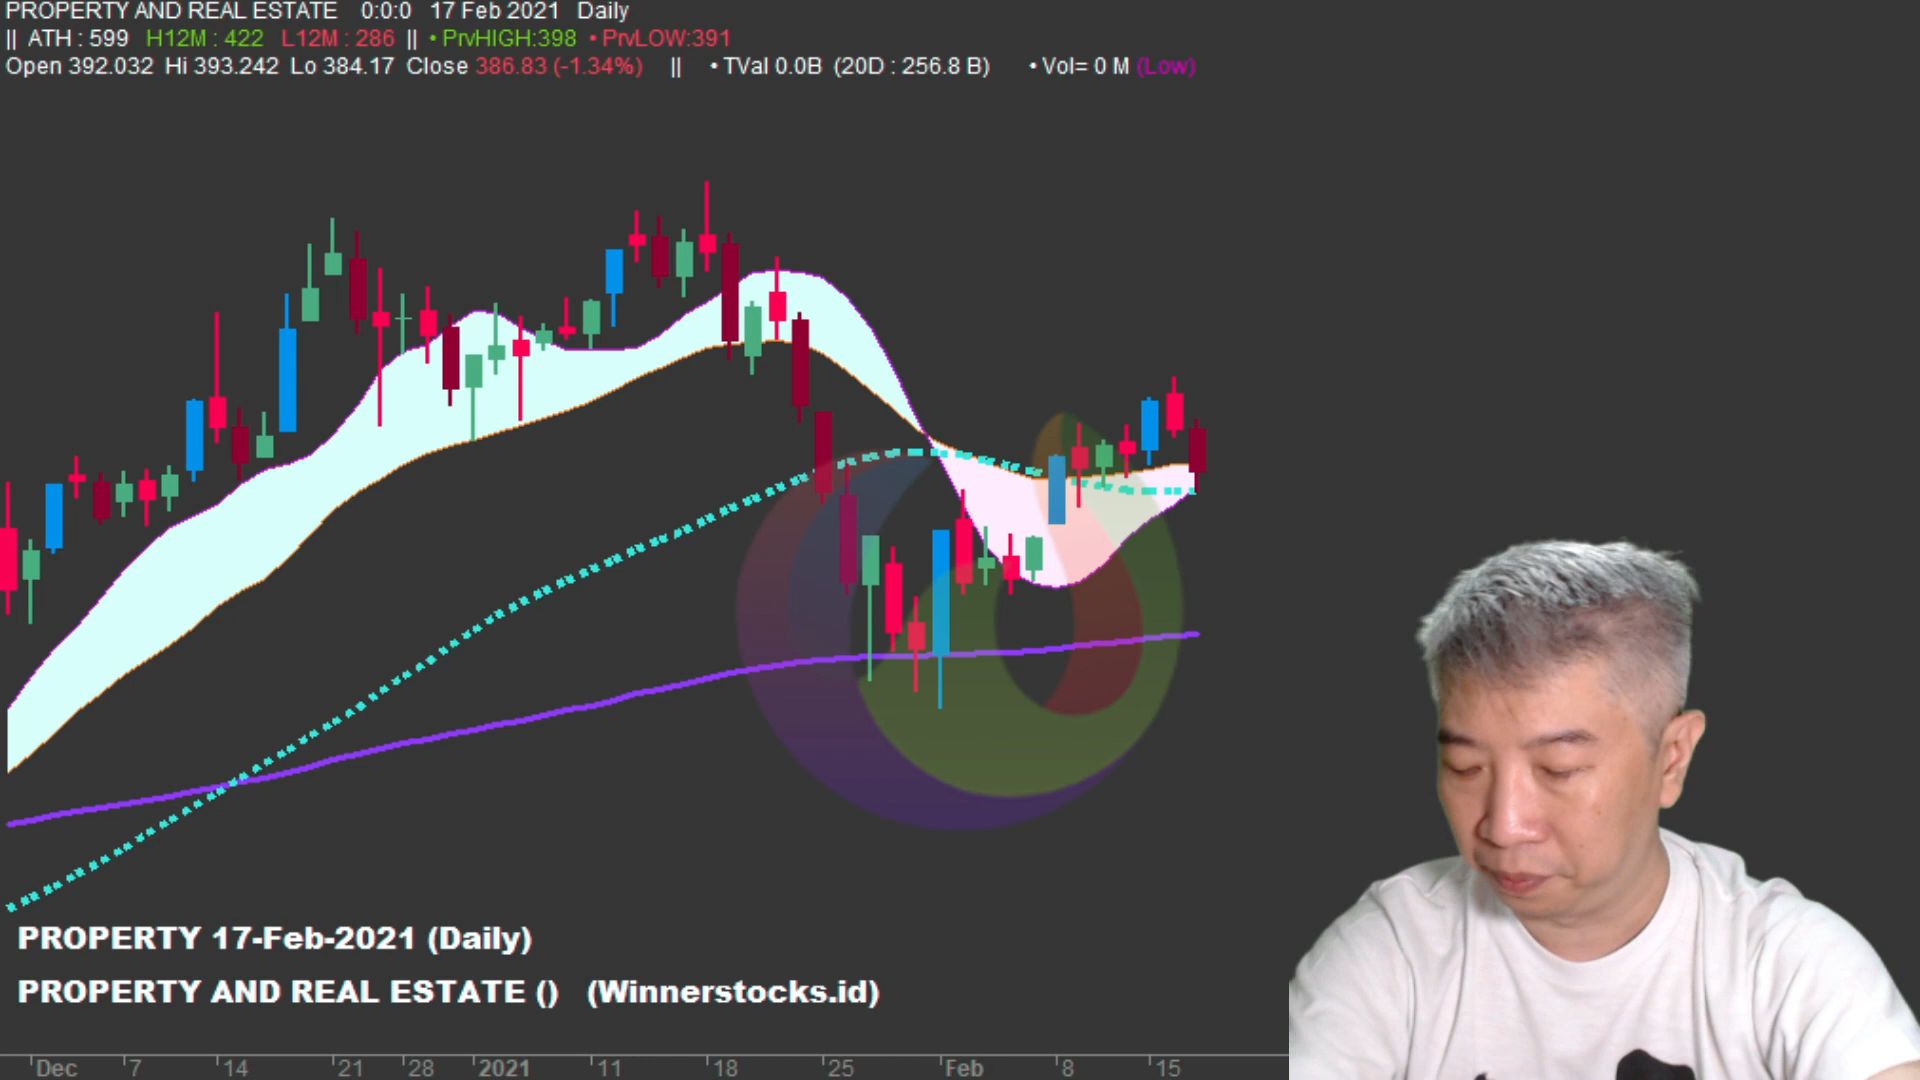 PROPERTY AND REAL ESTATE 0:0:0 17 Feb 2021 Daily
|| ATH : 599 H12M : 422 L12M : 286 || • PrvHIGH:398 • PrvLOW:391
Open 392.032 Hi 393.242 Lo 384.17 Close 386.83 (-1.34%) || • TVal 0.0B (20D : 256.8 B) • Vol= 0 M (Low)
PROPERTY 17-Feb-2021 (Daily)
PROPERTY AND REAL ESTATE () (Winnerstocks.id)
Dec 7 14 21 28 2021 11 18 25 Feb 8 15